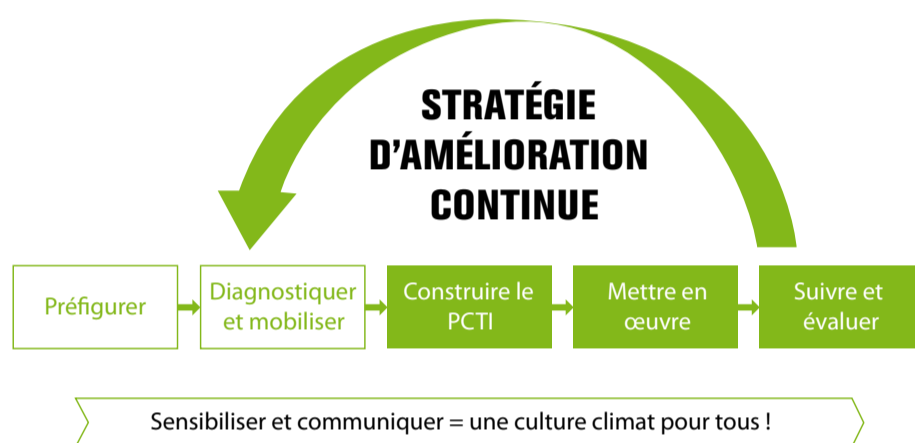 STRATÉGIE
D'AMÉLIORATION
CONTINUE
Préfigurer
Diagnostiquer
et mobiliser
Construire le
PCTI
Mettre en
œuvre
Suivre et
évaluer
Sensibiliser et communiquer = une culture climat pour tous !